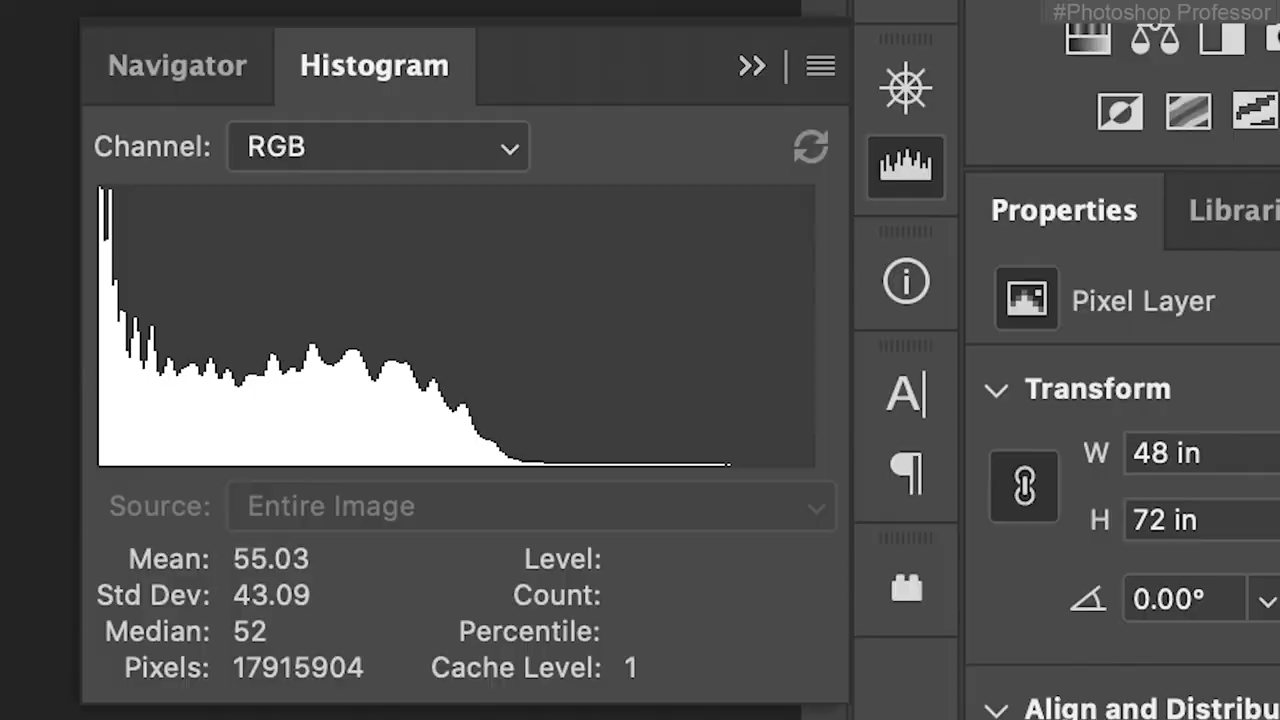 #Photoshop Professor
Navigator
Histogram
Channel:
RGB
Source:
Entire Image
Mean: 55.03
Level:
Std Dev: 43.09
Count:
Median: 52
Percentile:
Pixels: 17915904
Cache Level: 1
A
¶
Properties
Librari
Pixel Layer
Transform
W 48 in
H 72 in
0.00°
Align and Distribu